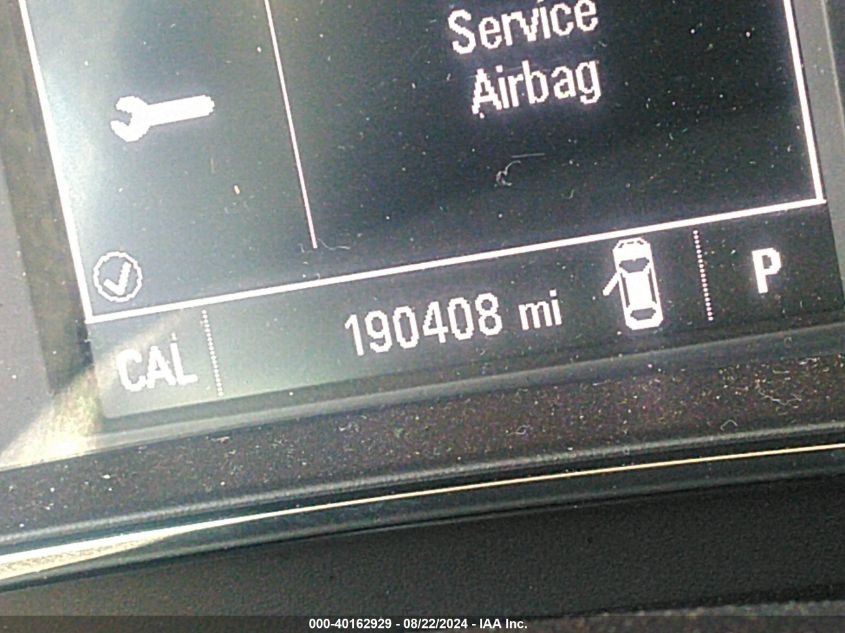 Service
Airbag
CAL 190408 mi P
000-40162929 - 08/22/2024 - IAA Inc.